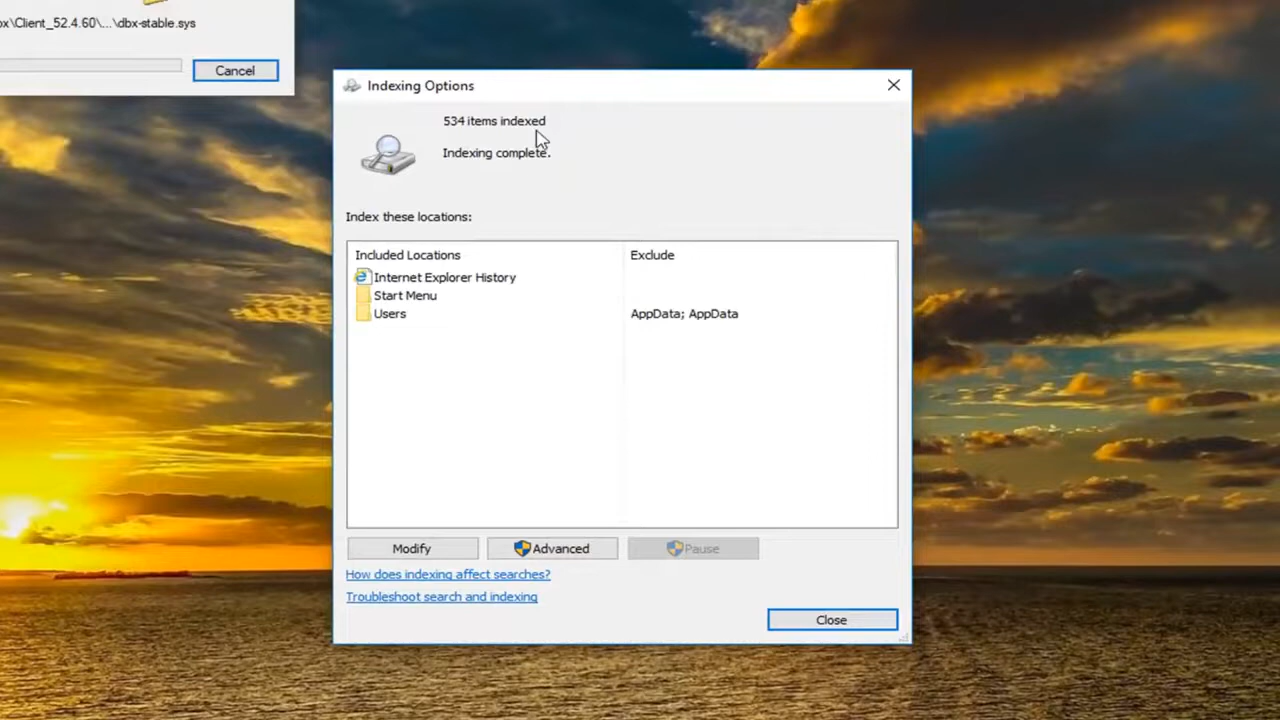 ox\Client_52.4.60\...\dbx-stable.sys
Cancel
Indexing Options
534 items indexed
Indexing complete.
Index these locations:
Included Locations Exclude
Internet Explorer History
Start Menu
Users AppData; AppData
Modify Advanced Pause
How does indexing affect searches?
Troubleshoot search and indexing
Close